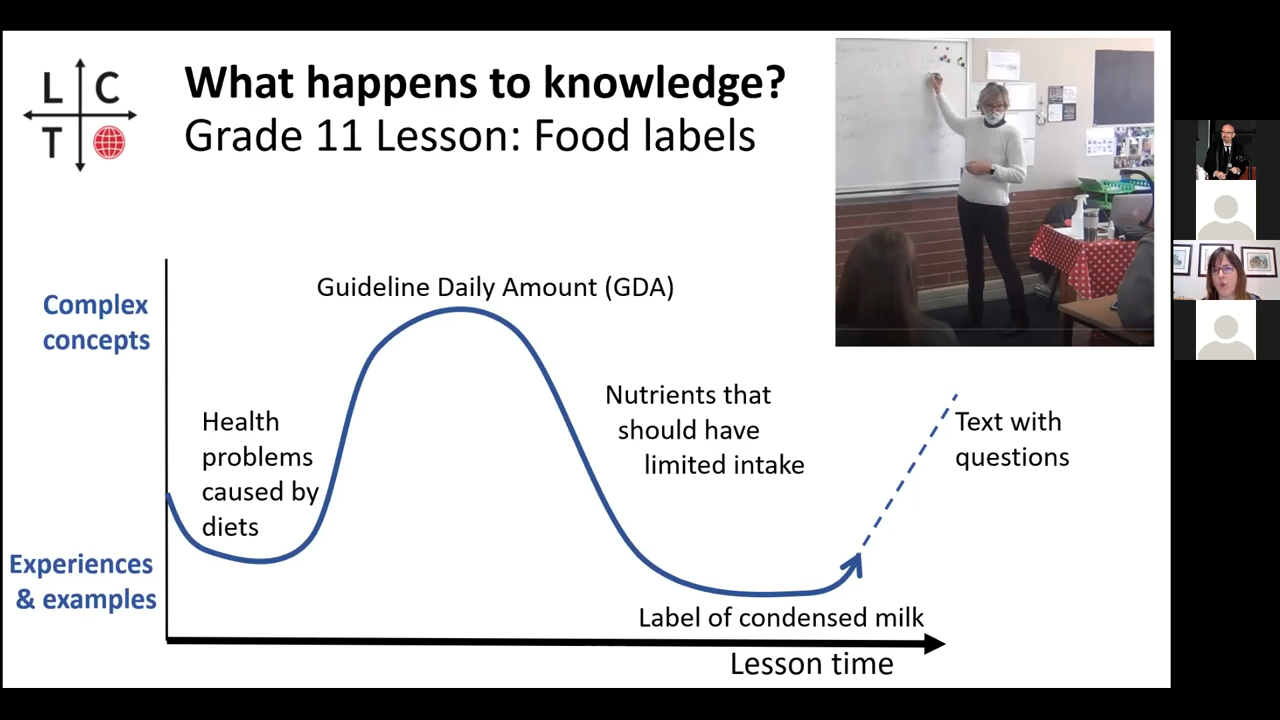 L C
T
What happens to knowledge?
Grade 11 Lesson: Food labels
Complex
concepts
Guideline Daily Amount (GDA)
Health
problems
caused by
diets
Nutrients that
should have
limited intake
Text with
questions
Experiences
& examples
Label of condensed milk
Lesson time